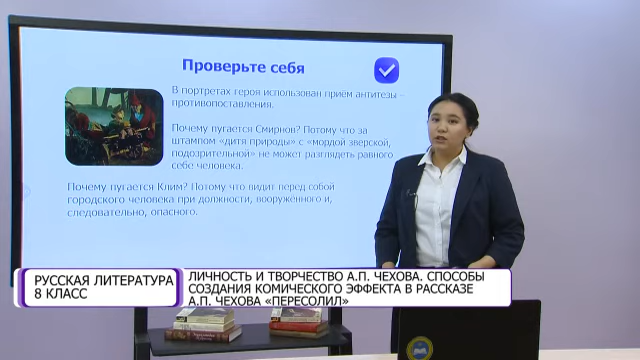 Проверьте себя
В портретах героя использован приём антитезы –
противопоставления.
Почему пугается Смирнов? Потому что за
штампом «дитя природы» с «мордой зверской,
подозрительной» не может разглядеть равного
себе человека.
Почему пугается Клим? Потому что видит перед собой
городского человека при должности, вооружённого и,
следовательно, опасного.
РУССКАЯ ЛИТЕРАТУРА
8 КЛАСС
ЛИЧНОСТЬ И ТВОРЧЕСТВО А.П. ЧЕХОВА. СПОСОБЫ
СОЗДАНИЯ КОМИЧЕСКОГО ЭФФЕКТА В РАССКАЗЕ
А.П. ЧЕХОВА «ПЕРЕСОЛИЛ»